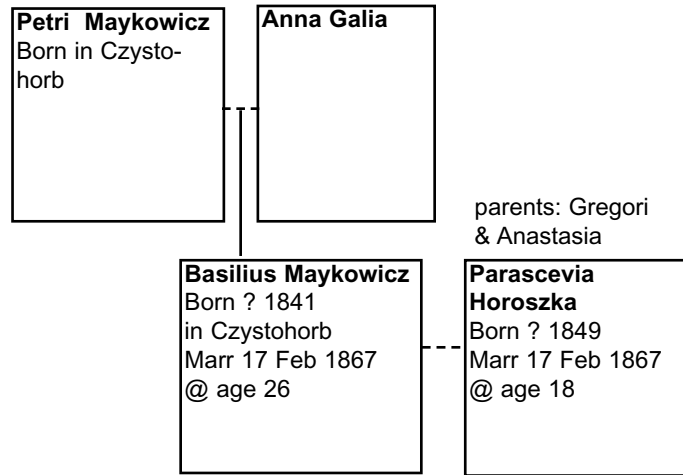 Petri Maykowicz
Born in Czysto-
horb
Anna Galia
parents: Gregori
& Anastasia
Basilius Maykowicz
Born ? 1841
in Czystohorb
Marr 17 Feb 1867
@ age 26
Parascevia
Horoszka
Born ? 1849
Marr 17 Feb 1867
@ age 18